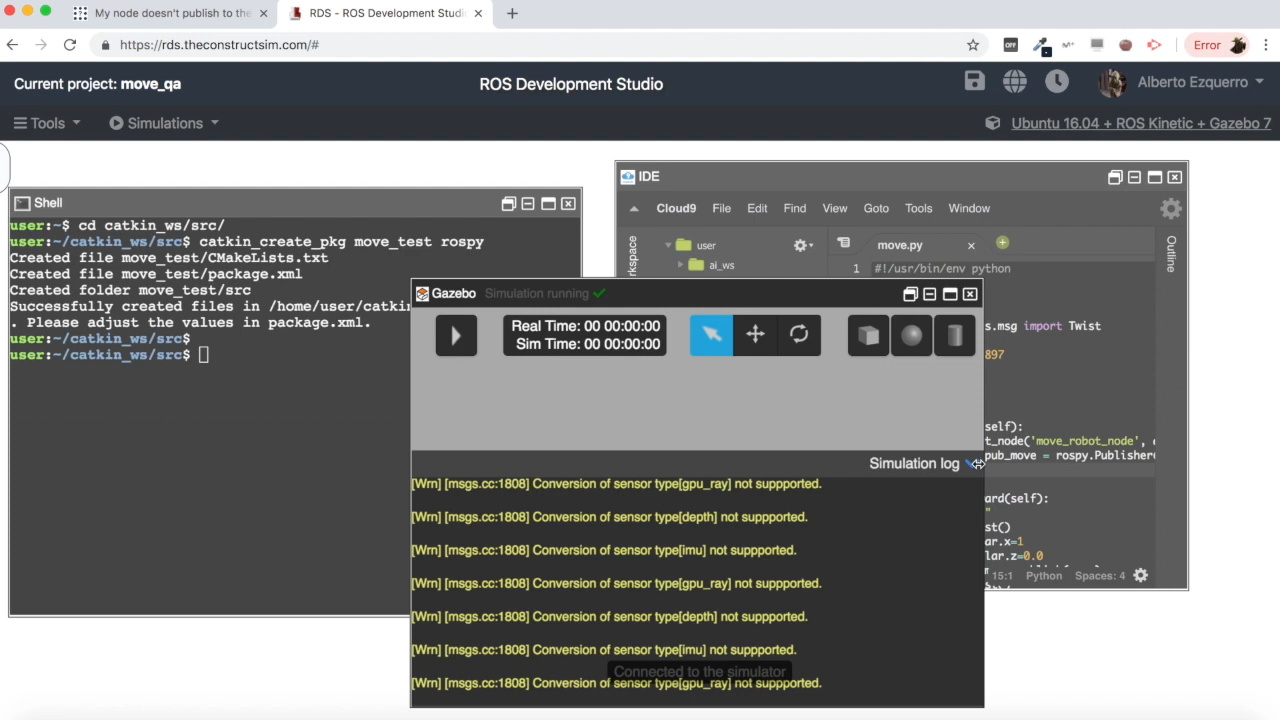 My node doesn't publish to the
RDS - ROS Development Studi
https://rds.theconstructsim.com/#
OFF
Error
Current project: move_qa
ROS Development Studio
Alberto Ezquerro
Tools
Simulations
Ubuntu 16.04 + ROS Kinetic + Gazebo 7
Shell
user:~$ cd catkin_ws/src/
user:~/catkin_ws/src$ catkin_create_pkg move_test rospy
Created file move_test/CMakeLists.txt
Created file move_test/package.xml
Created folder move_test/src
Successfully created files in /home/user/catki
. Please adjust the values in package.xml.
user:~/catkin_ws/src$
user:~/catkin_ws/src$
IDE
Cloud9 File Edit Find View Goto Tools Window
rkspace
user
ai_ws
move.py
Outline
1 #!/usr/bin/env python
s.msg import Twist
897
self):
t_node('move_robot_node',
pub_move = rospy.Publisher(
ard(self):
"
st()
ar.x=1
lar.z=0.0
15:1 Python Spaces: 4
Gazebo Simulation running
Real Time: 00 00:00:00
Sim Time: 00 00:00:00
Simulation log
[Wrn] [msgs.cc:1808] Conversion of sensor type[gpu_ray] not suppported.
[Wrn] [msgs.cc:1808] Conversion of sensor type[depth] not suppported.
[Wrn] [msgs.cc:1808] Conversion of sensor type[imu] not suppported.
[Wrn] [msgs.cc:1808] Conversion of sensor type[gpu_ray] not suppported.
[Wrn] [msgs.cc:1808] Conversion of sensor type[depth] not suppported.
[Wrn] [msgs.cc:1808] Conversion of sensor type[imu] not suppported.
Connected to the simulator
[Wrn] [msgs.cc:1808] Conversion of sensor type[gpu_ray] not suppported.